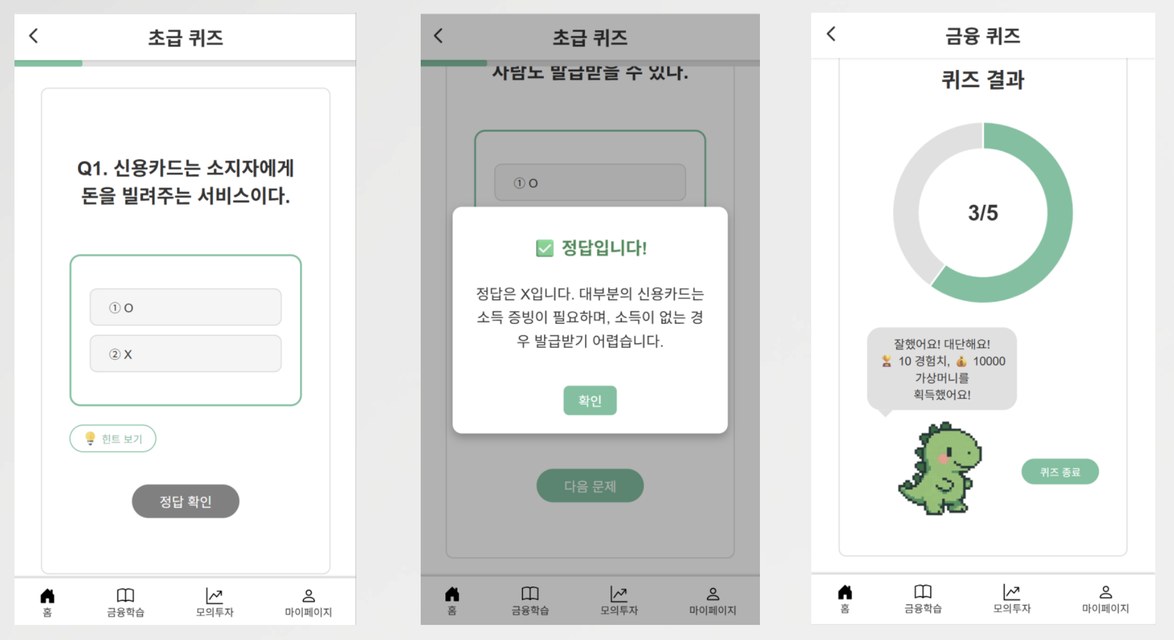 초급 퀴즈
Q1. 신용카드는 소지자에게
돈을 빌려주는 서비스이다.
① O
② X
힌트 보기
정답 확인
홈
금융학습
모의투자
마이페이지
초급 퀴즈
사람도 발급받을 수 있다.
① O
정답입니다!
정답은 X입니다. 대부분의 신용카드는
소득 증빙이 필요하며, 소득이 없는 경
우 발급받기 어렵습니다.
확인
다음 문제
홈
금융학습
모의투자
마이페이지
금융 퀴즈
퀴즈 결과
3/5
잘했어요! 대단해요!
10 경험치, 10000
가상머니를
획득했어요!
퀴즈 종료
홈
금융학습
모의투자
마이페이지